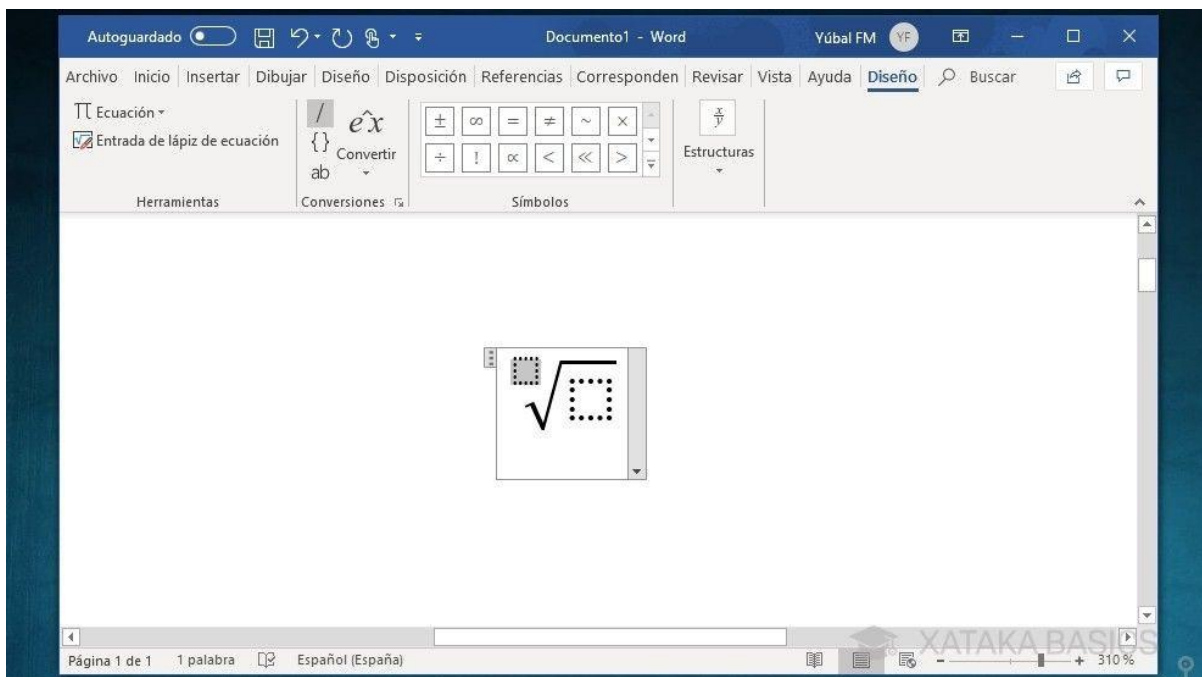 Autoguardado Documento1 - Word Yúbal FM YF
Archivo Inicio Insertar Dibujar Diseño Disposición Referencias Corresponden Revisar Vista Ayuda Diseño Buscar
π Ecuación
Entrada de lápiz de ecuación
/ eˆx x/y
{} Convertir
ab
± ∞ = ≠ ~ ×
÷ ! ∝ < ≪ >
Estructuras
Herramientas Conversiones Símbolos
√
XATAKA BASICS
Página 1 de 1 1 palabra Español (España) - + 310 %